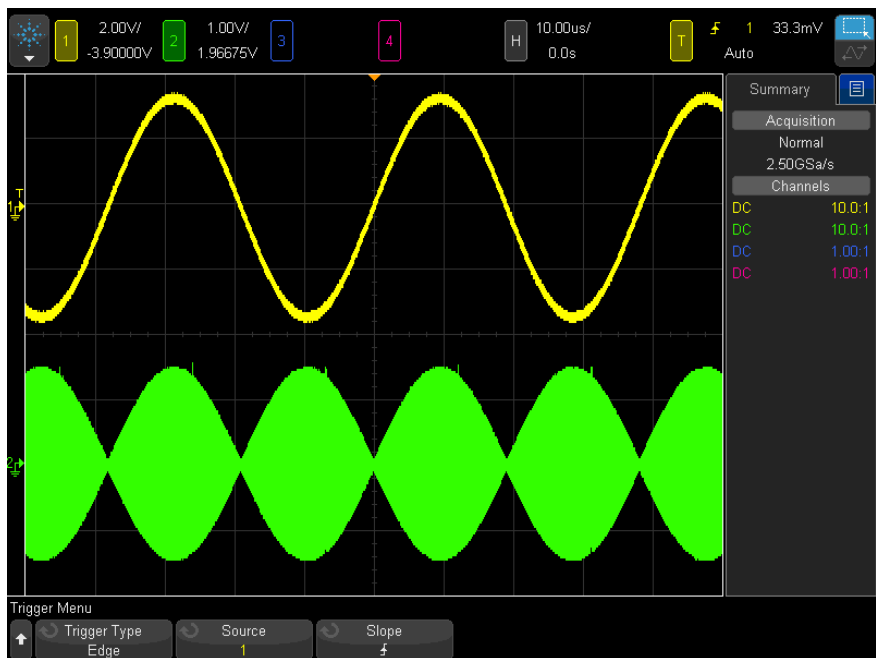 1 2.00V/ 2 1.00V/ 3 4 H 10.00us/ T 1 33.3mV
-3.90000V 1.96675V 0.0s Auto
Summary
Acquisition
Normal
2.50GSa/s
Channels
DC 10.0:1
DC 10.0:1
DC 1.00:1
DC 1.00:1
T
1
2
Trigger Menu
Trigger Type Source Slope
Edge 1